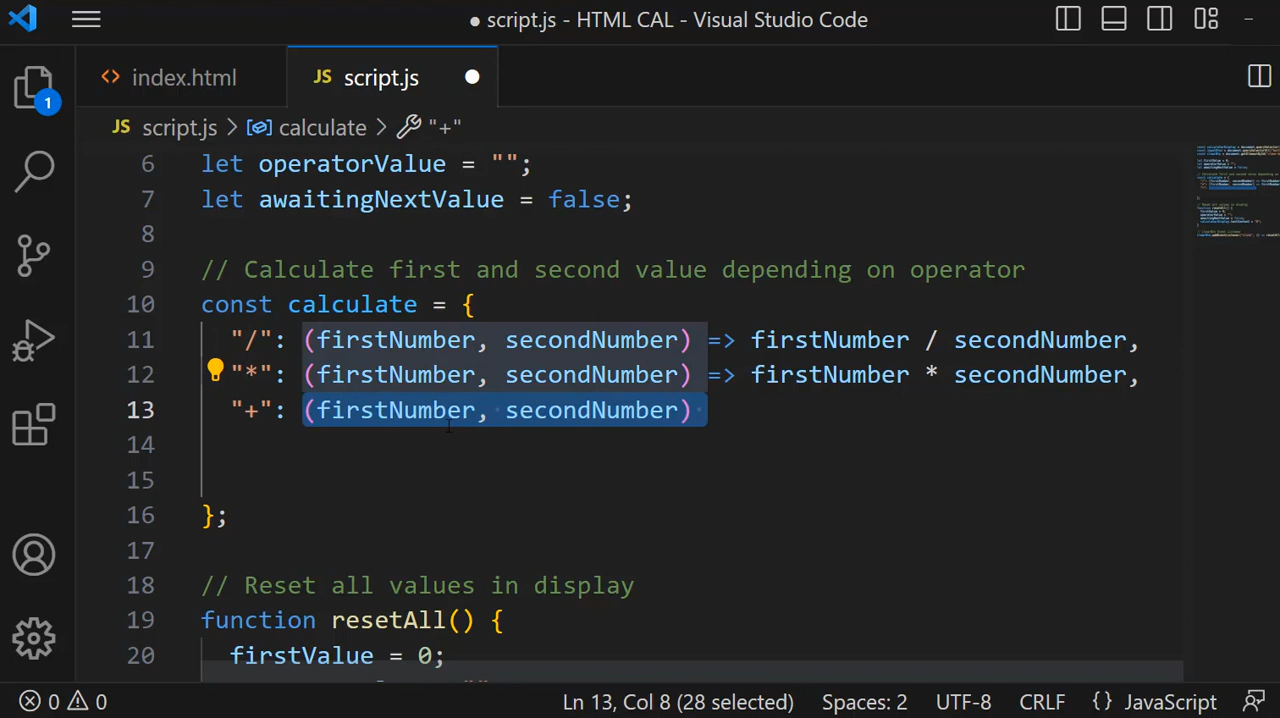 ● script.js - HTML CAL - Visual Studio Code
index.html
JS script.js
JS script.js > calculate > "+"
1
6 let operatorValue = "";
7 let awaitingNextValue = false;
8
9 // Calculate first and second value depending on operator
10 const calculate = {
11 "/": (firstNumber, secondNumber) => firstNumber / secondNumber,
12 "*": (firstNumber, secondNumber) => firstNumber * secondNumber,
13 "+": (firstNumber, secondNumber)
14
15
16 };
17
18 // Reset all values in display
19 function resetAll() {
20 firstValue = 0;
0 0 Ln 13, Col 8 (28 selected) Spaces: 2 UTF-8 CRLF {} JavaScript